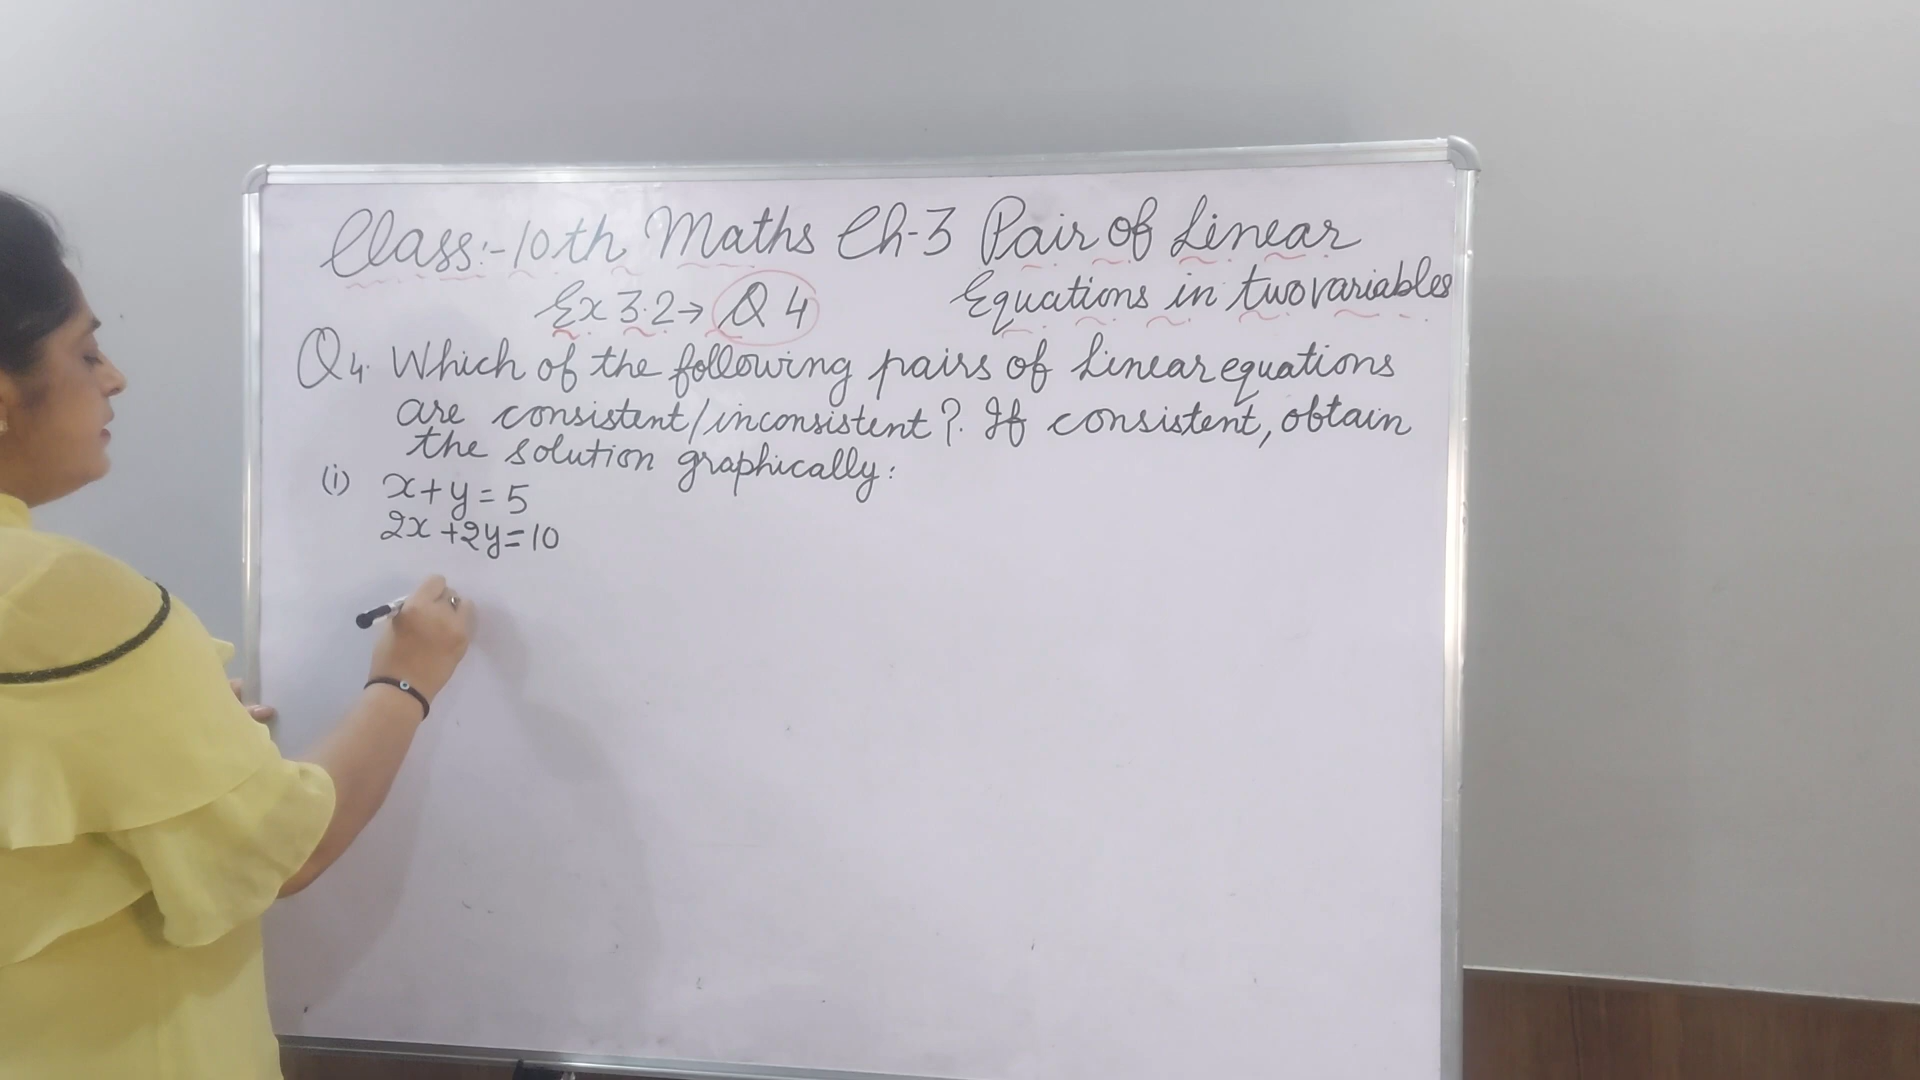 Class:-10th Maths Ch-3 Pair of Linear
Equations in two variables
Ex 3.2→ Q 4
Q4. Which of the following pairs of linear equations
are consistent/inconsistent?. If consistent, obtain
the solution graphically:
(i) x+y=5
2x+2y=10